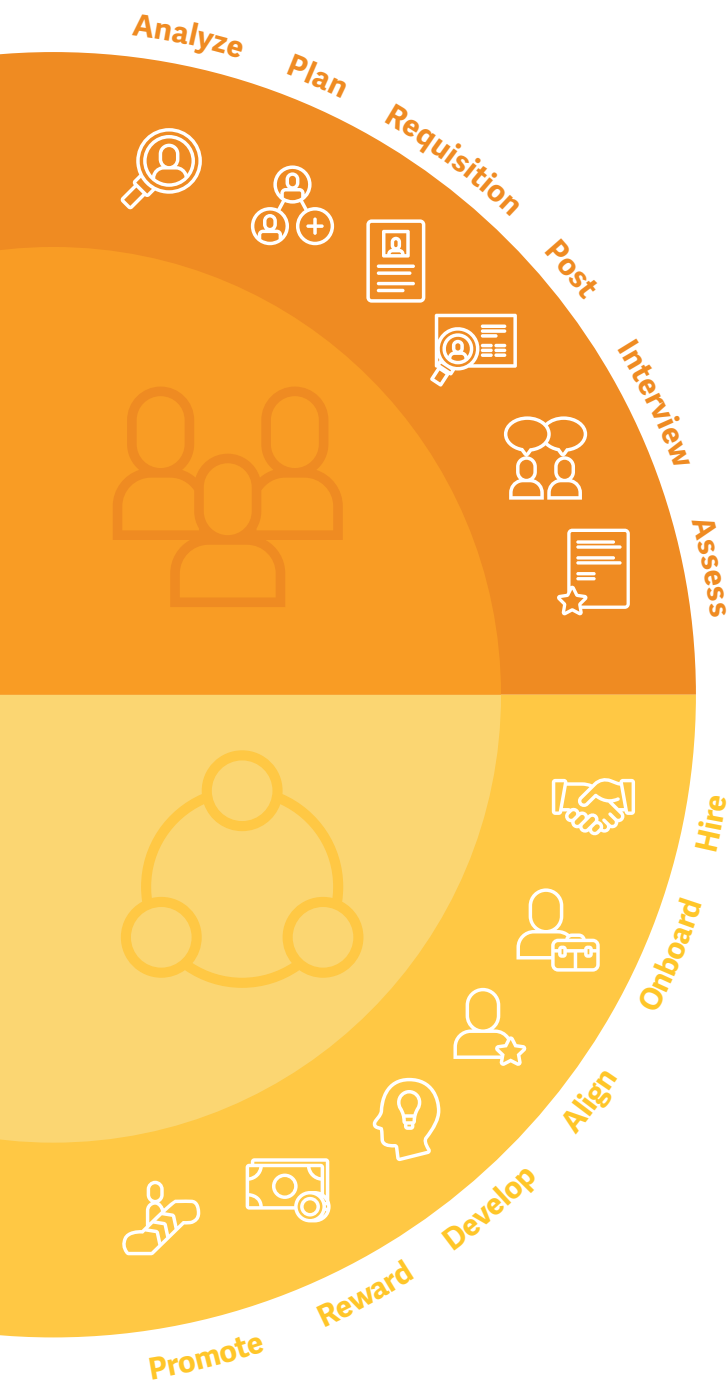 Analyze
Plan
Requisition
Post
Interview
Assess
Hire
Onboard
Align
Develop
Reward
Promote